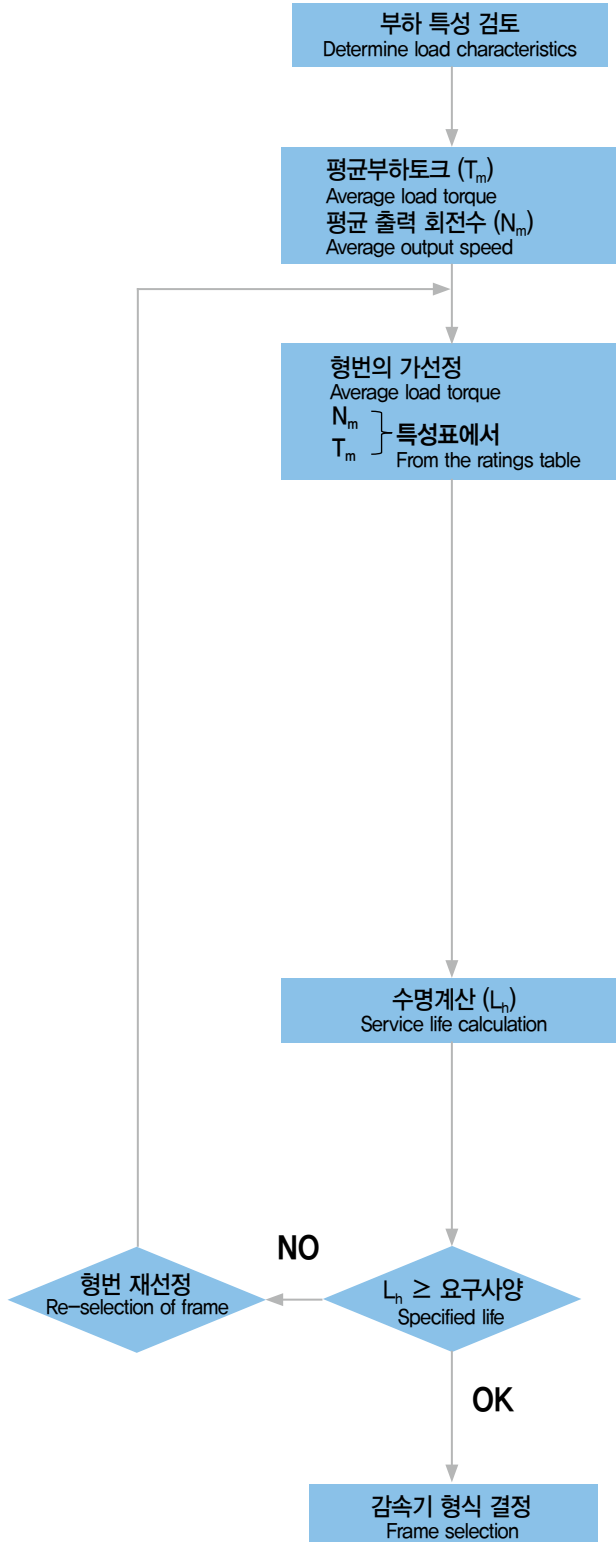 부하 특성 검토
Determine load characteristics
평균부하토크 (Tm)
Average load torque
평균 출력 회전수 (Nm)
Average output speed
형번의 가선정
Average load torque
Nm
Tm
특성표에서
From the ratings table
수명계산 (Lh)
Service life calculation
NO
형번 재선정
Re-selection of frame
Lh ≥ 요구사양
Specified life
OK
감속기 형식 결정
Frame selection